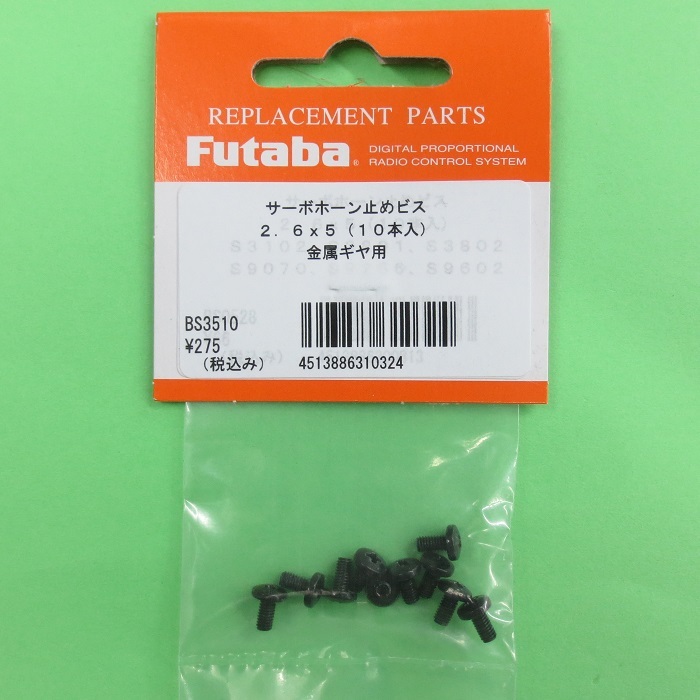 REPLACEMENT PARTS
Futaba®
DIGITAL PROPORTIONAL
RADIO CONTROL SYSTEM
サーボホーン止めビス
２．６ｘ５（１０本入）
金属ギヤ用
BS3510
¥275
（税込み）
4513886310324